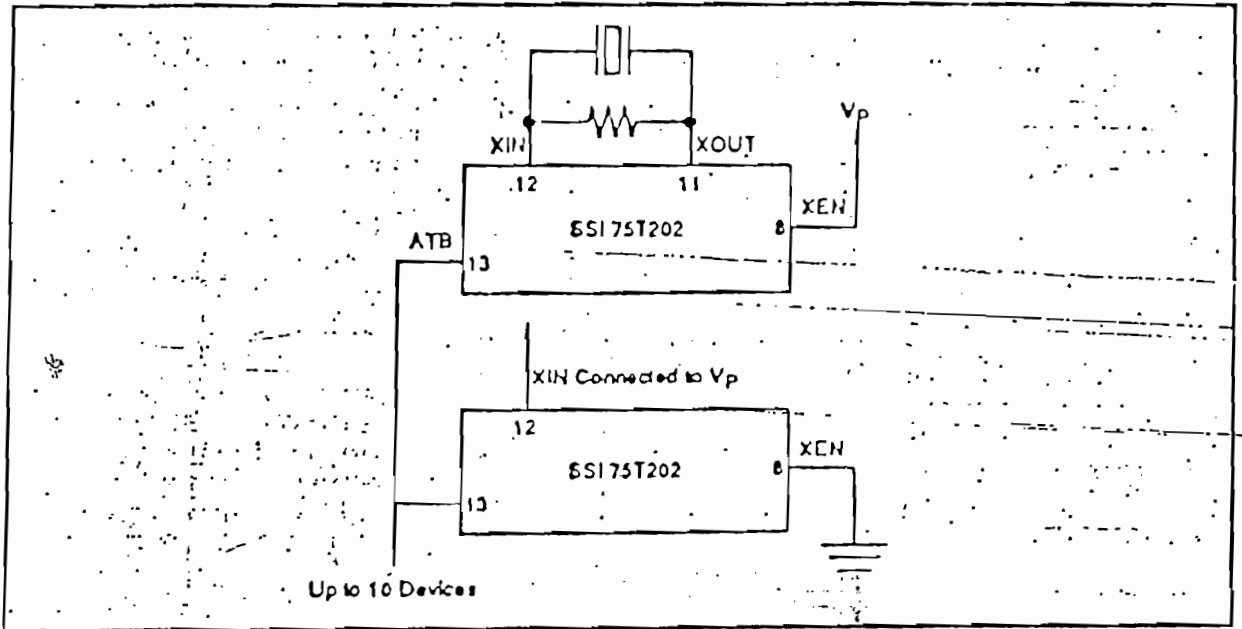 Vp
XIN
XOUT
12
11
XEN
SSI 75T202
8
ATB
13
XIN Connected to Vp
12
XEN
SSI 75T202
8
13
Up to 10 Devices